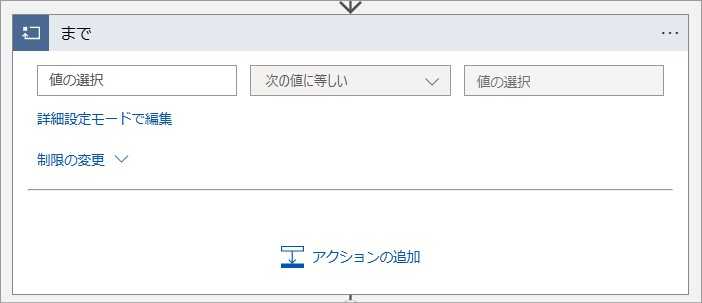 まで
値の選択 次の値に等しい 値の選択
詳細設定モードで編集
制限の変更
アクションの追加